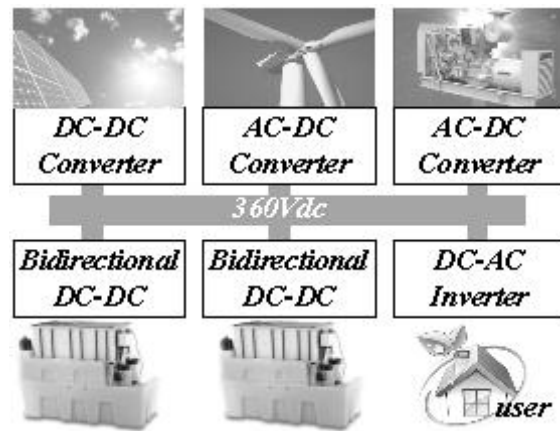 DC-DC
Converter
AC-DC
Converter
AC-DC
Converter
360Vdc
Bidirectional
DC-DC
Bidirectional
DC-DC
DC-AC
Inverter
user